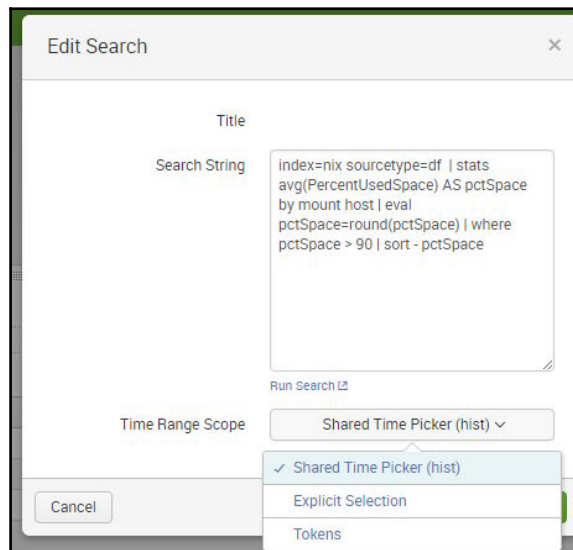 Edit Search
×
Title
Search String
index=nix sourcetype=df | stats
avg(PercentUsedSpace) AS pctSpace
by mount host | eval
pctSpace=round(pctSpace) | where
pctSpace > 90 | sort - pctSpace
Run Search
Time Range Scope
Shared Time Picker (hist)
✓ Shared Time Picker (hist)
Explicit Selection
Tokens
Cancel